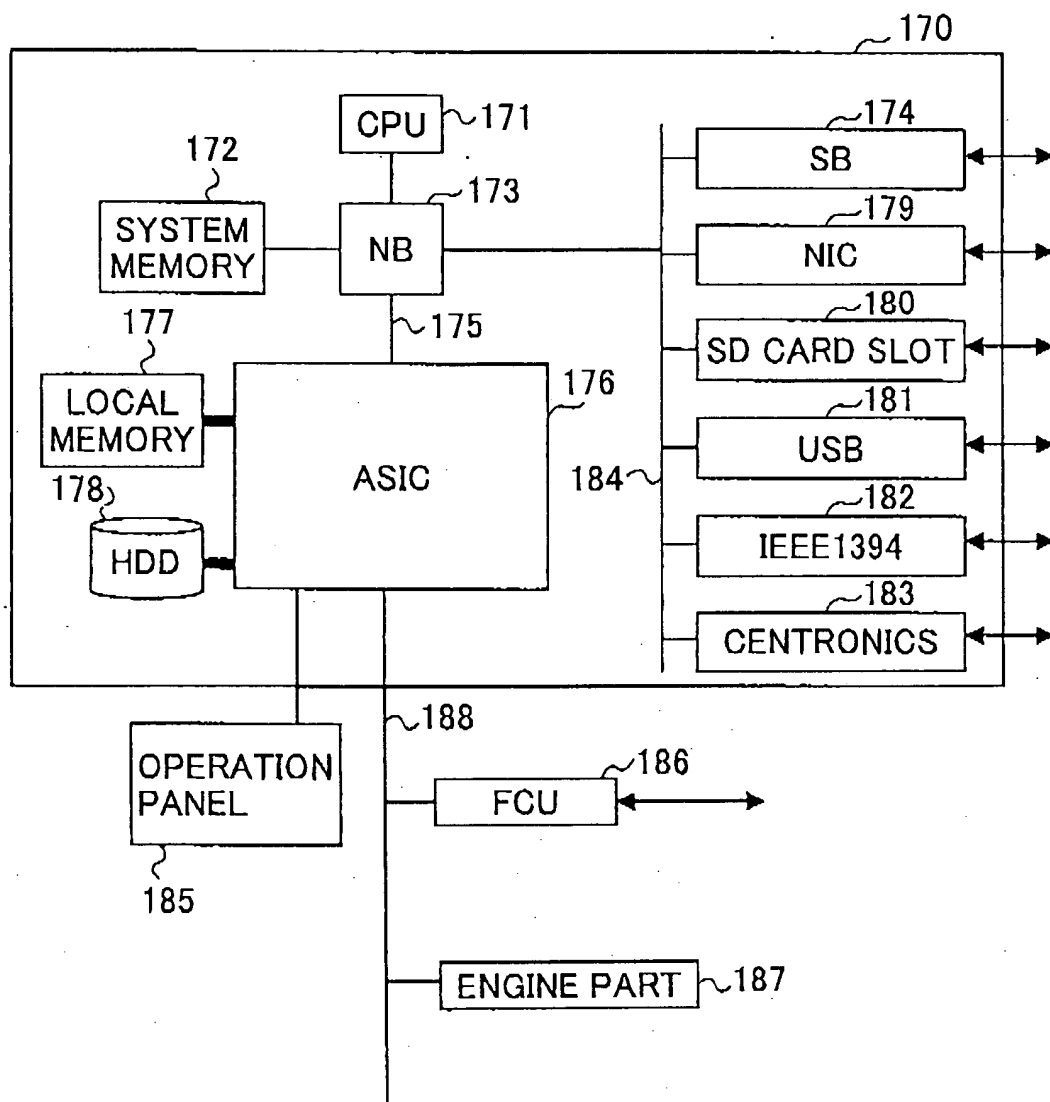 170
CPU
171
174
SB
172
SYSTEM
MEMORY
173
NB
179
NIC
175
180
SD CARD SLOT
177
LOCAL
MEMORY
176
ASIC
181
USB
184
178
HDD
182
IEEE1394
183
CENTRONICS
188
OPERATION
PANEL
185
186
FCU
ENGINE PART
187